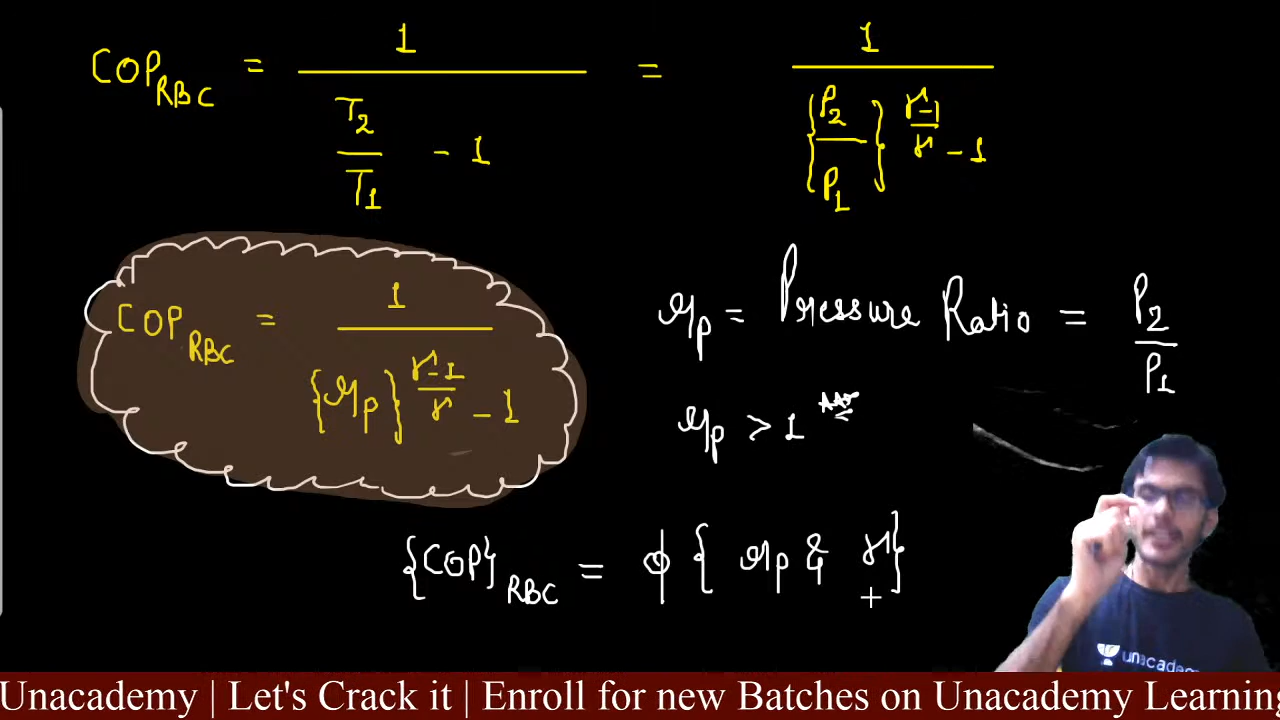 COP_RBC = 1 / (T2/T1 - 1) = 1 / ({P2/P1}^((γ-1)/γ) - 1)
COP_RBC = 1 / ({rp}^((γ-1)/γ) - 1)
rp = Pressure Ratio = P2/P1
rp > 1
{COP}_RBC = φ { rp & γ}
unacademy
Unacademy | Let's Crack it | Enroll for new Batches on Unacademy Learning